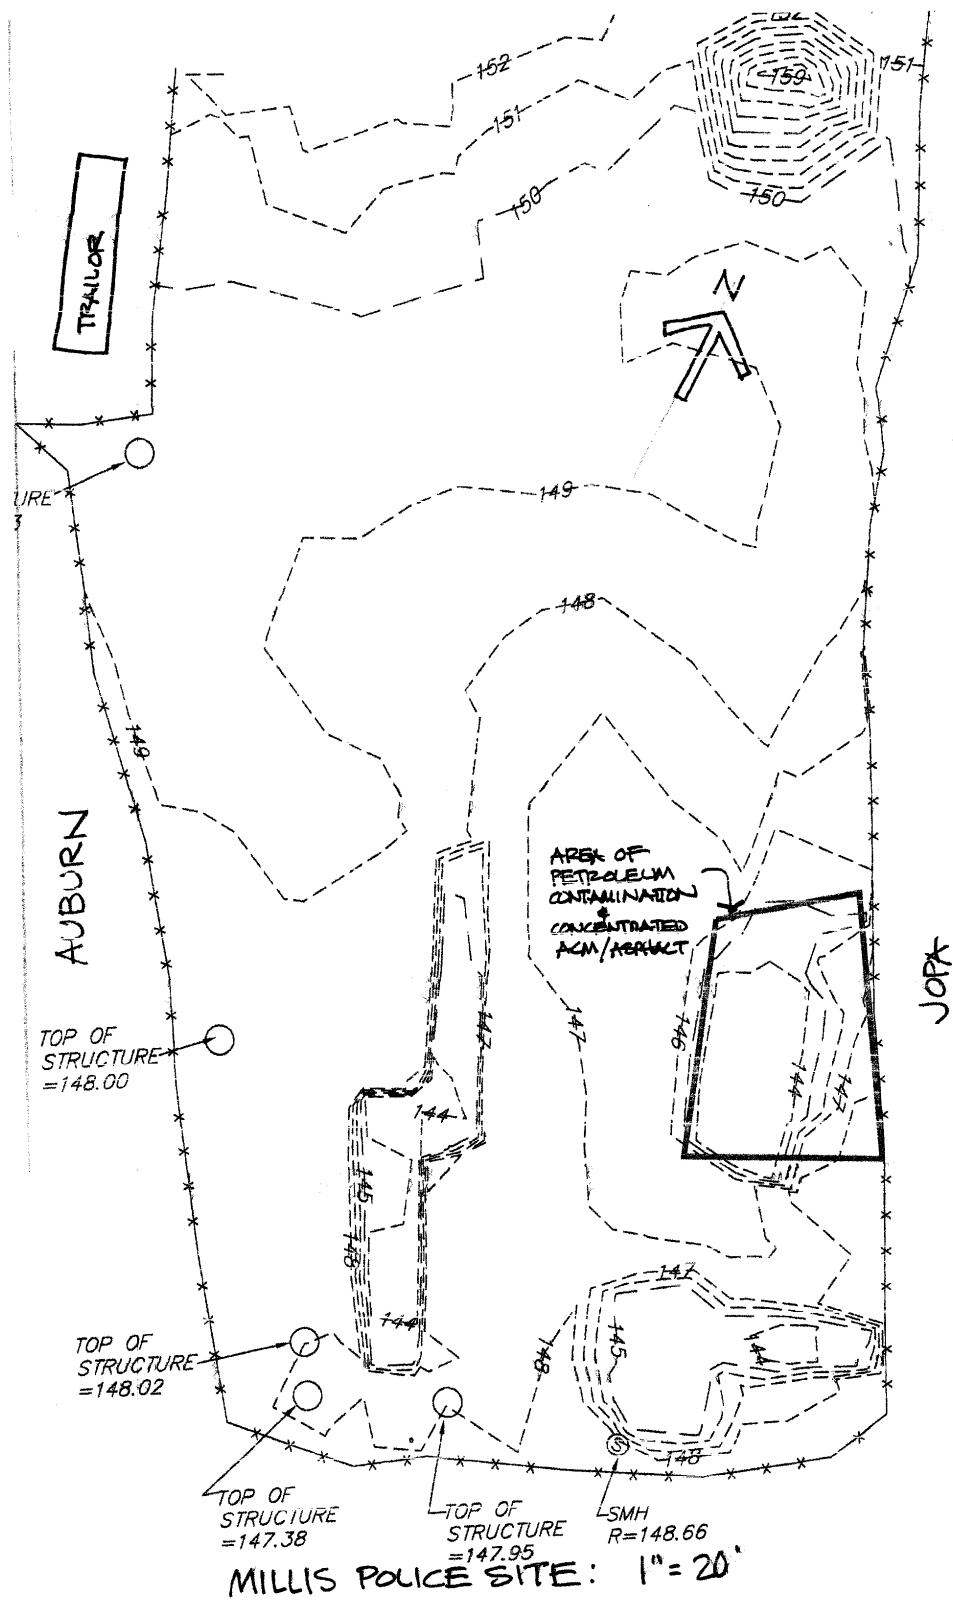 152
159
151
151
150
150
TRAILOR
N
URE
3
149
148
149
AUBURN
AREA OF
PETROLEUM
CONTAMINATION
&
CONCENTRATED
ACM/ASPHALT
JOPA
TOP OF
STRUCTURE
=148.00
147
147
146
144
147
144
145
148
144
147
145
144
148
148
TOP OF
STRUCTURE
=148.02
S
TOP OF
STRUCTURE
=147.38
TOP OF
STRUCTURE
=147.95
SMH
R=148.66
MILLIS POLICE SITE: 1"=20'